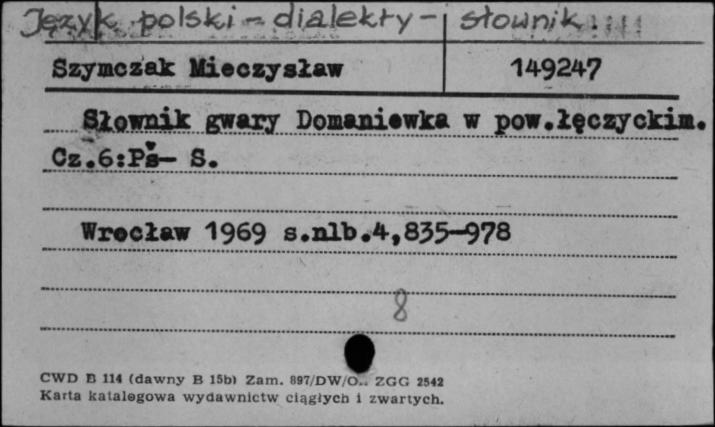 Język polski - dialekty - słownik.
Szymczak Mieczysław 149247
Słownik gwary Domaniewka w pow.łęczyckim.
Cz.6:Pš- S.
Wrocław 1969 s.nlb.4,835-978
8
CWD B 114 (dawny B 15b) Zam. 897/DW/O.. ZGG 2542
Karta katalogowa wydawnictw ciągłych i zwartych.